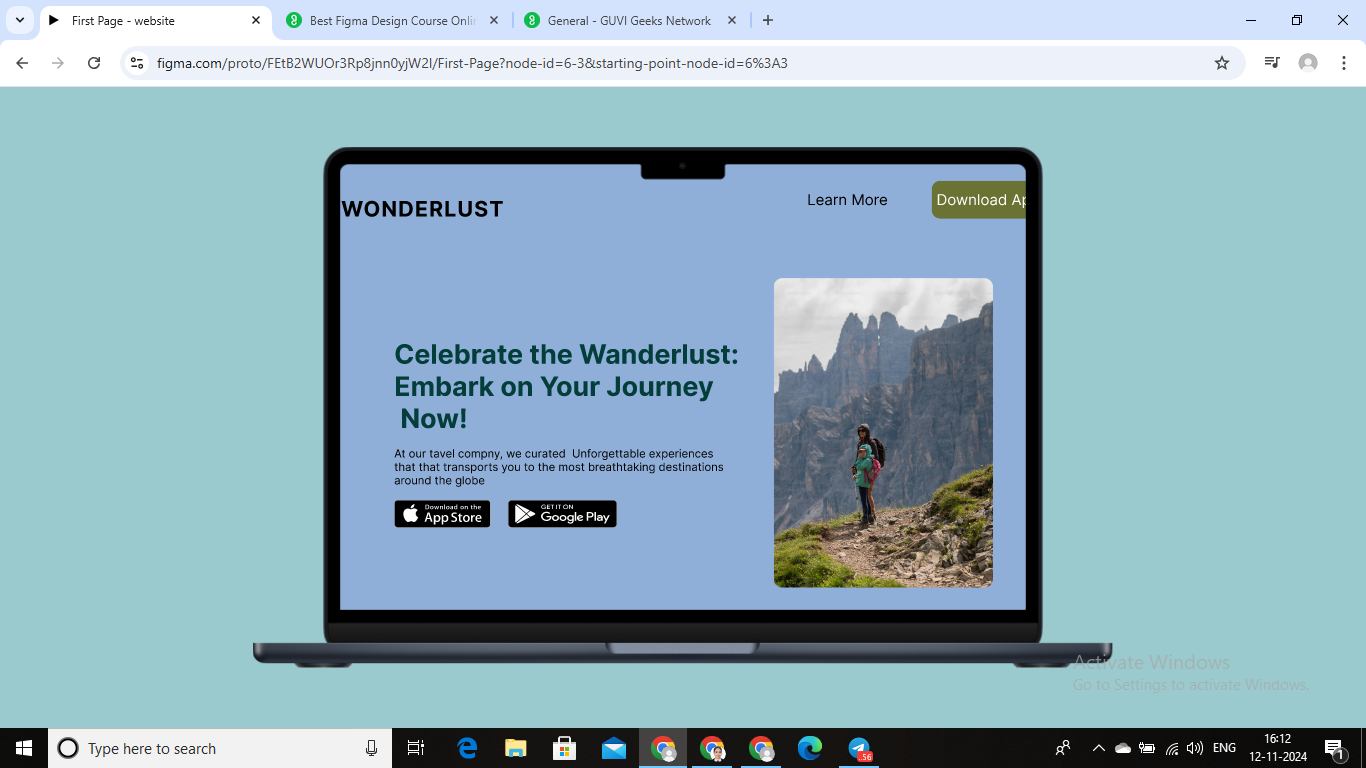 First Page - website
Best Figma Design Course Onli
General - GUVI Geeks Network
figma.com/proto/FEtB2WUOr3Rp8jnn0yjW2I/First-Page?node-id=6-3&starting-point-node-id=6%3A3
WONDERLUST
Learn More
Download Ap
Celebrate the Wanderlust:
Embark on Your Journey
Now!
At our tavel compny, we curated Unforgettable experiences
that that transports you to the most breathtaking destinations
around the globe
Download on the
App Store
GET IT ON
Google Play
Activate Windows
Go to Settings to activate Windows.
Type here to search
.56
ENG
16:12
12-11-2024
1